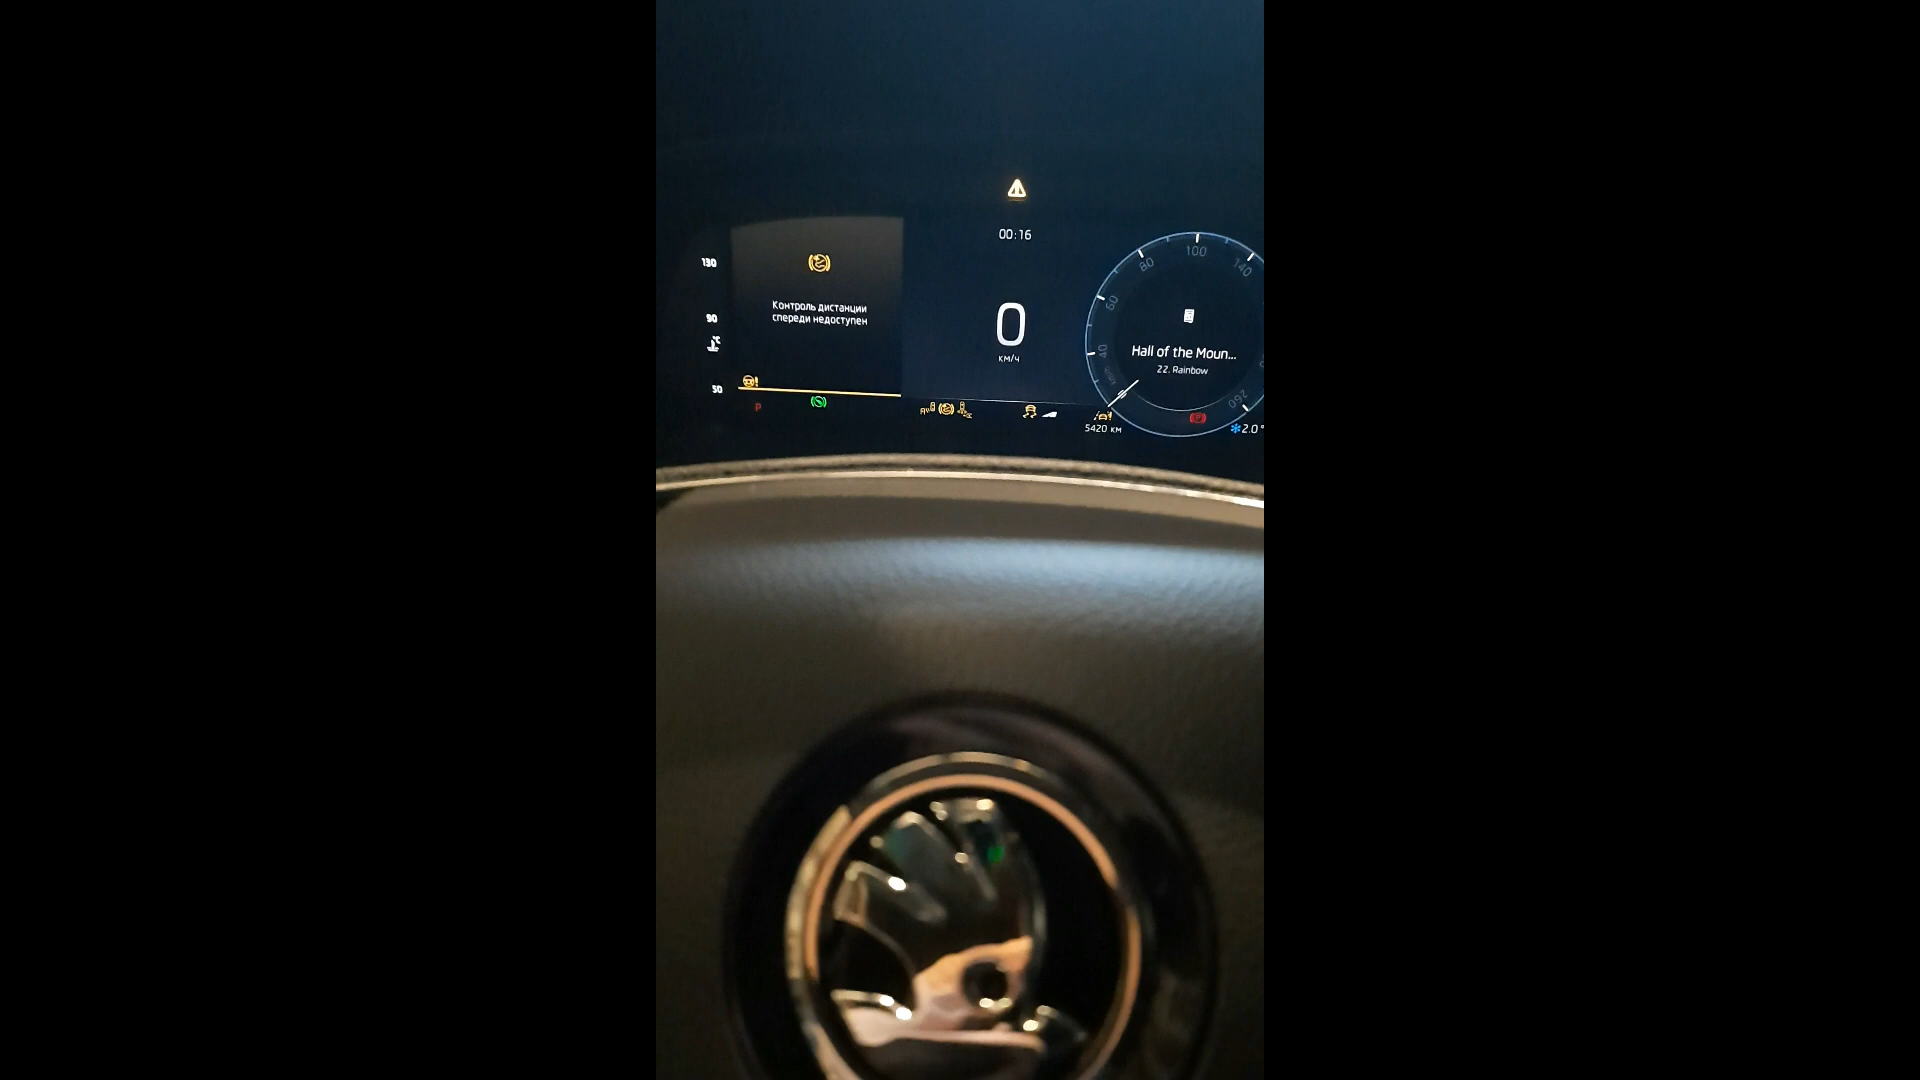 00:16
130
90
50
Контроль дистанции
спереди недоступен
0
км/ч
40
60
80
100
140
260
Hall of the Moun...
22. Rainbow
P
5420 км
2.0°